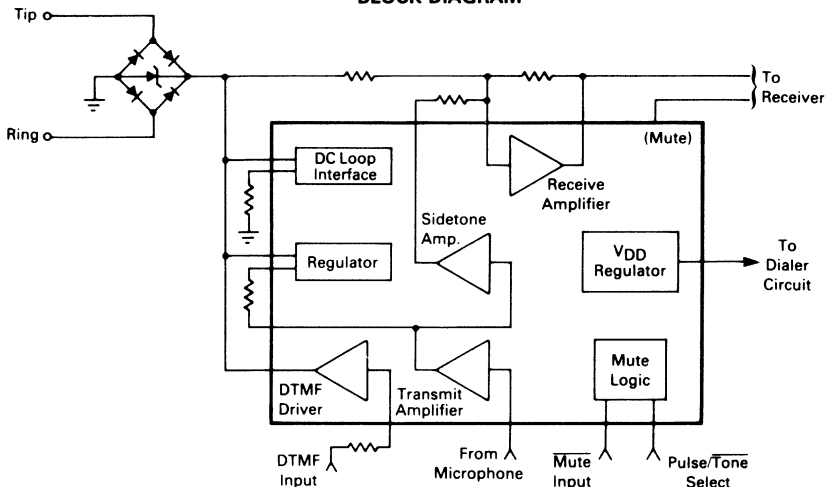 BLOCK DIAGRAM
Tip
Ring
To
Receiver
(Mute)
DC Loop
Interface
Receive
Amplifier
Sidetone
Amp.
Regulator
VDD
Regulator
To
Dialer
Circuit
Mute
Logic
DTMF
Driver
Transmit
Amplifier
DTMF
Input
From
Microphone
Mute
Input
Pulse/Tone
Select